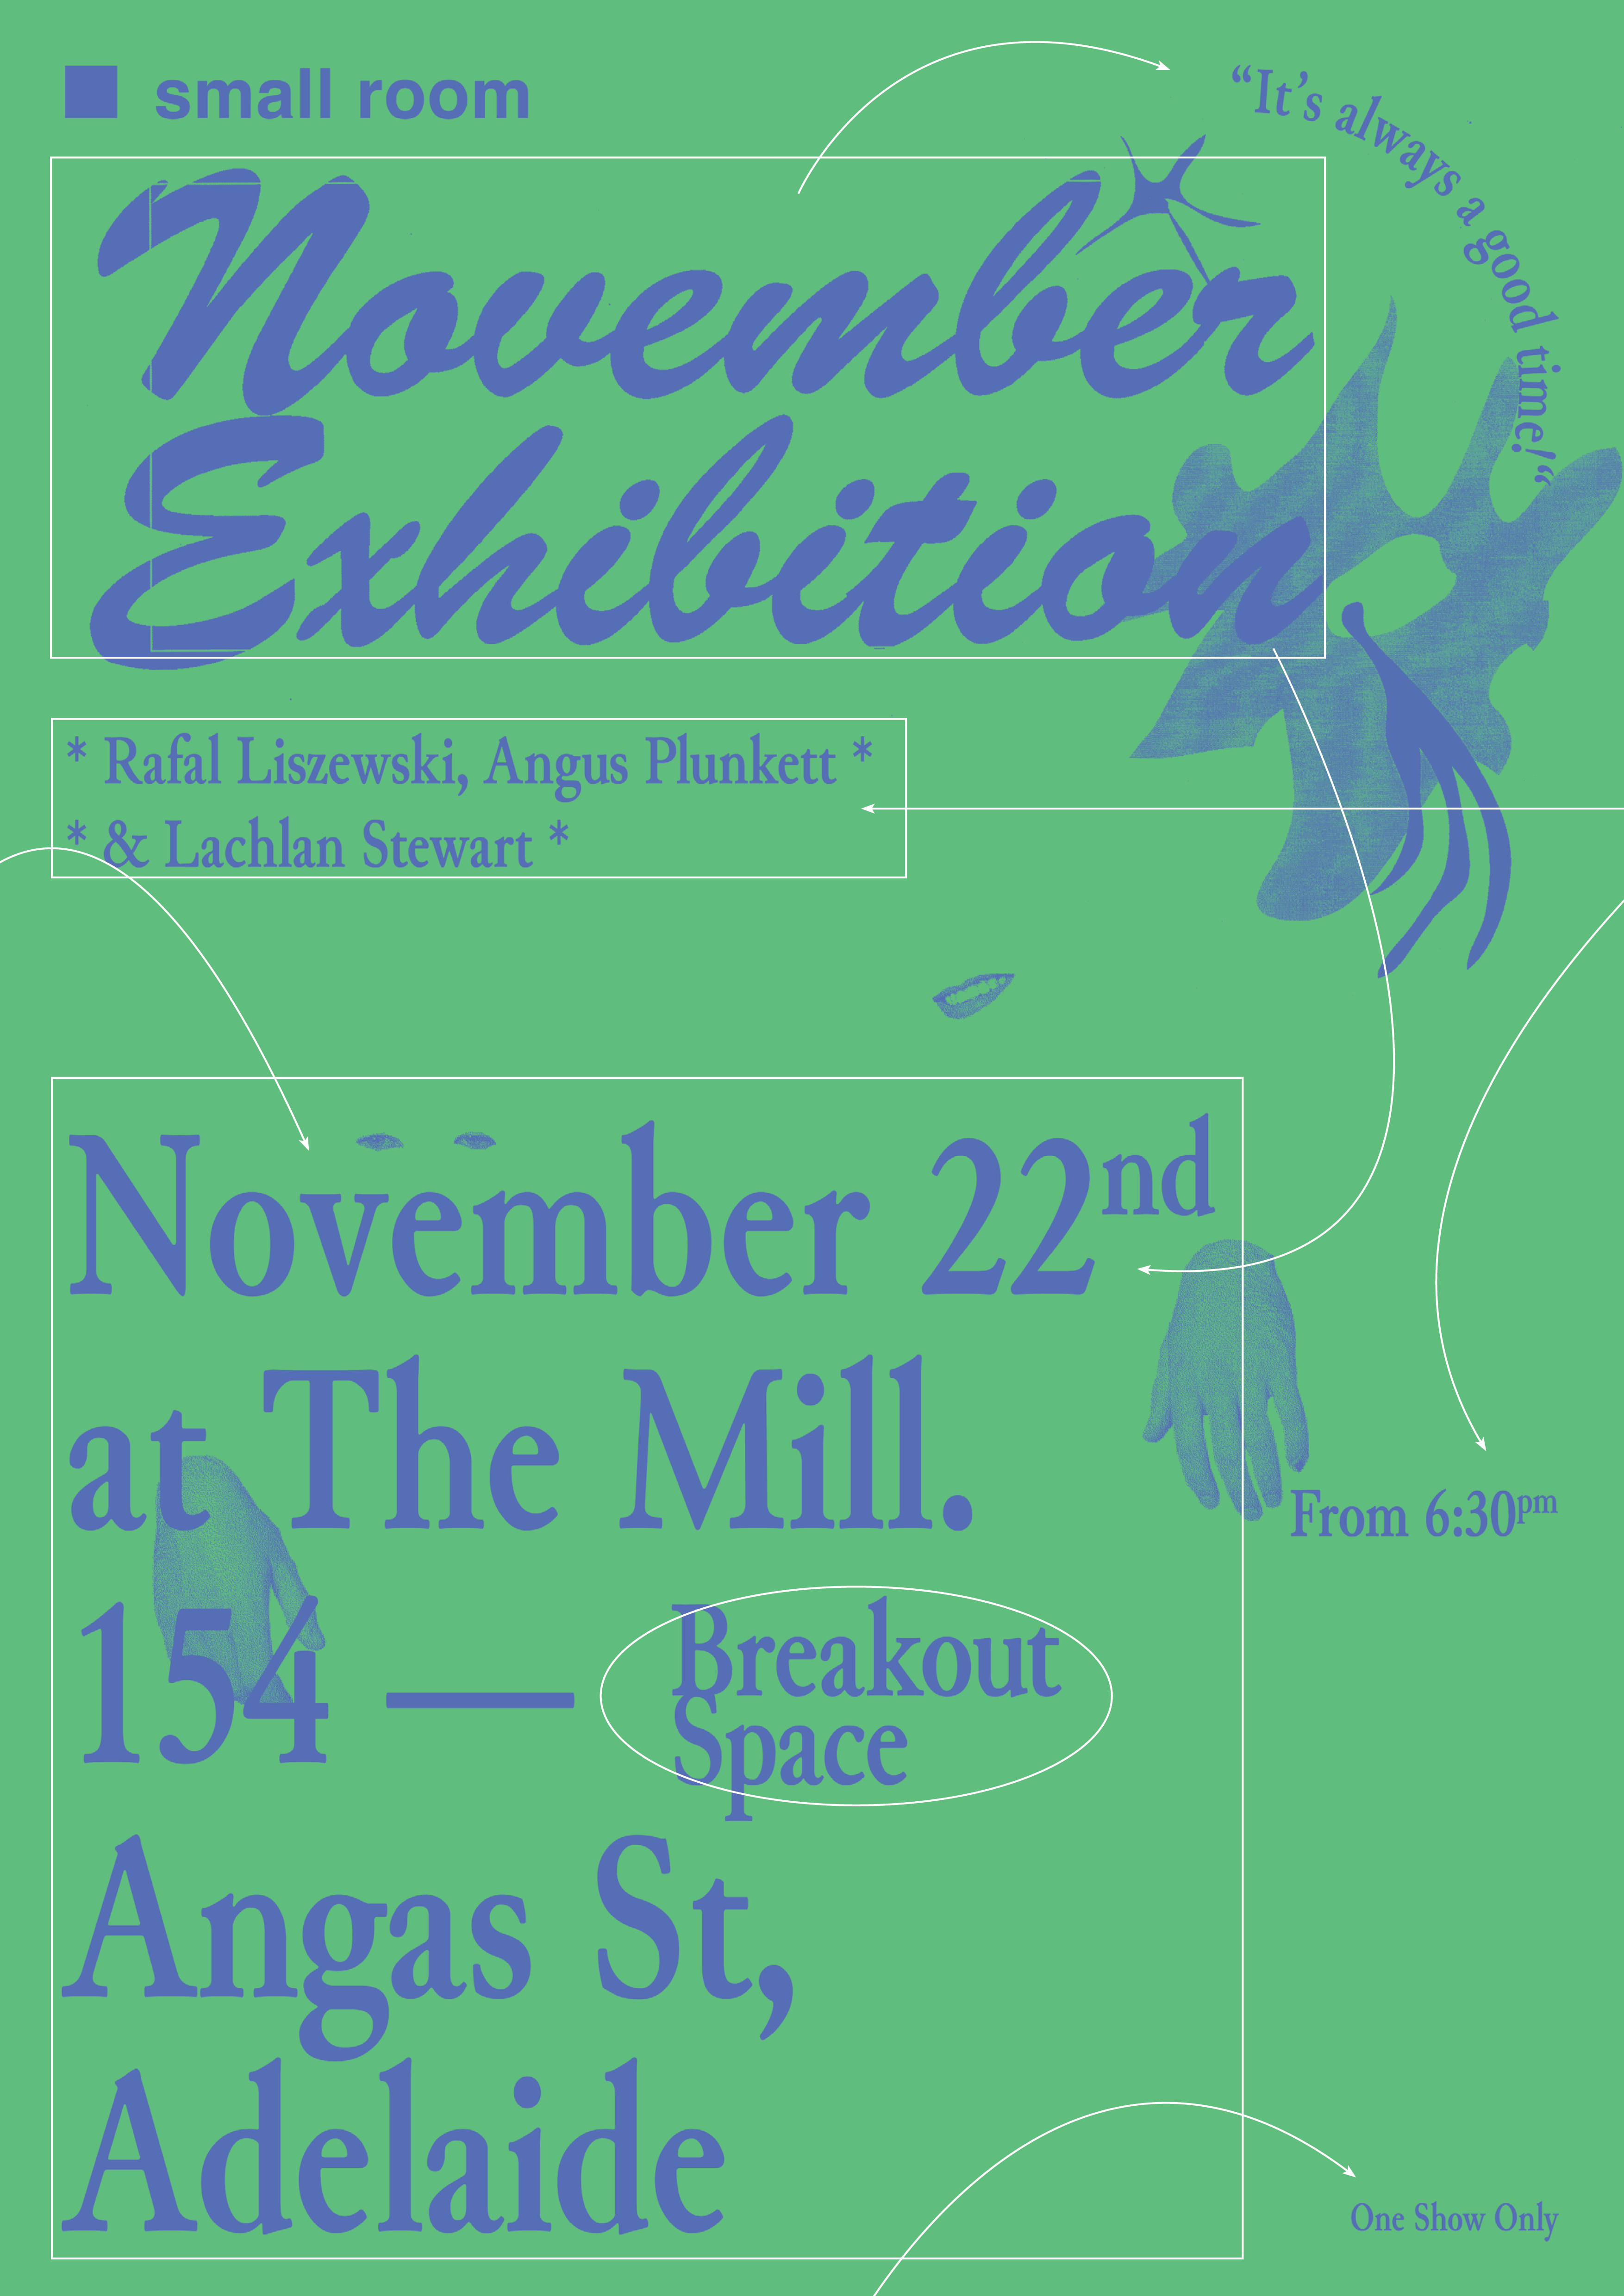 small room
“It’s always a good time!“
November
Exhibition
* Rafal Liszewski, Angus Plunkett *
* & Lachlan Stewart *
November 22nd
at The Mill.
From 6:30pm
154 — Breakout
Space
Angas St,
Adelaide
One Show Only